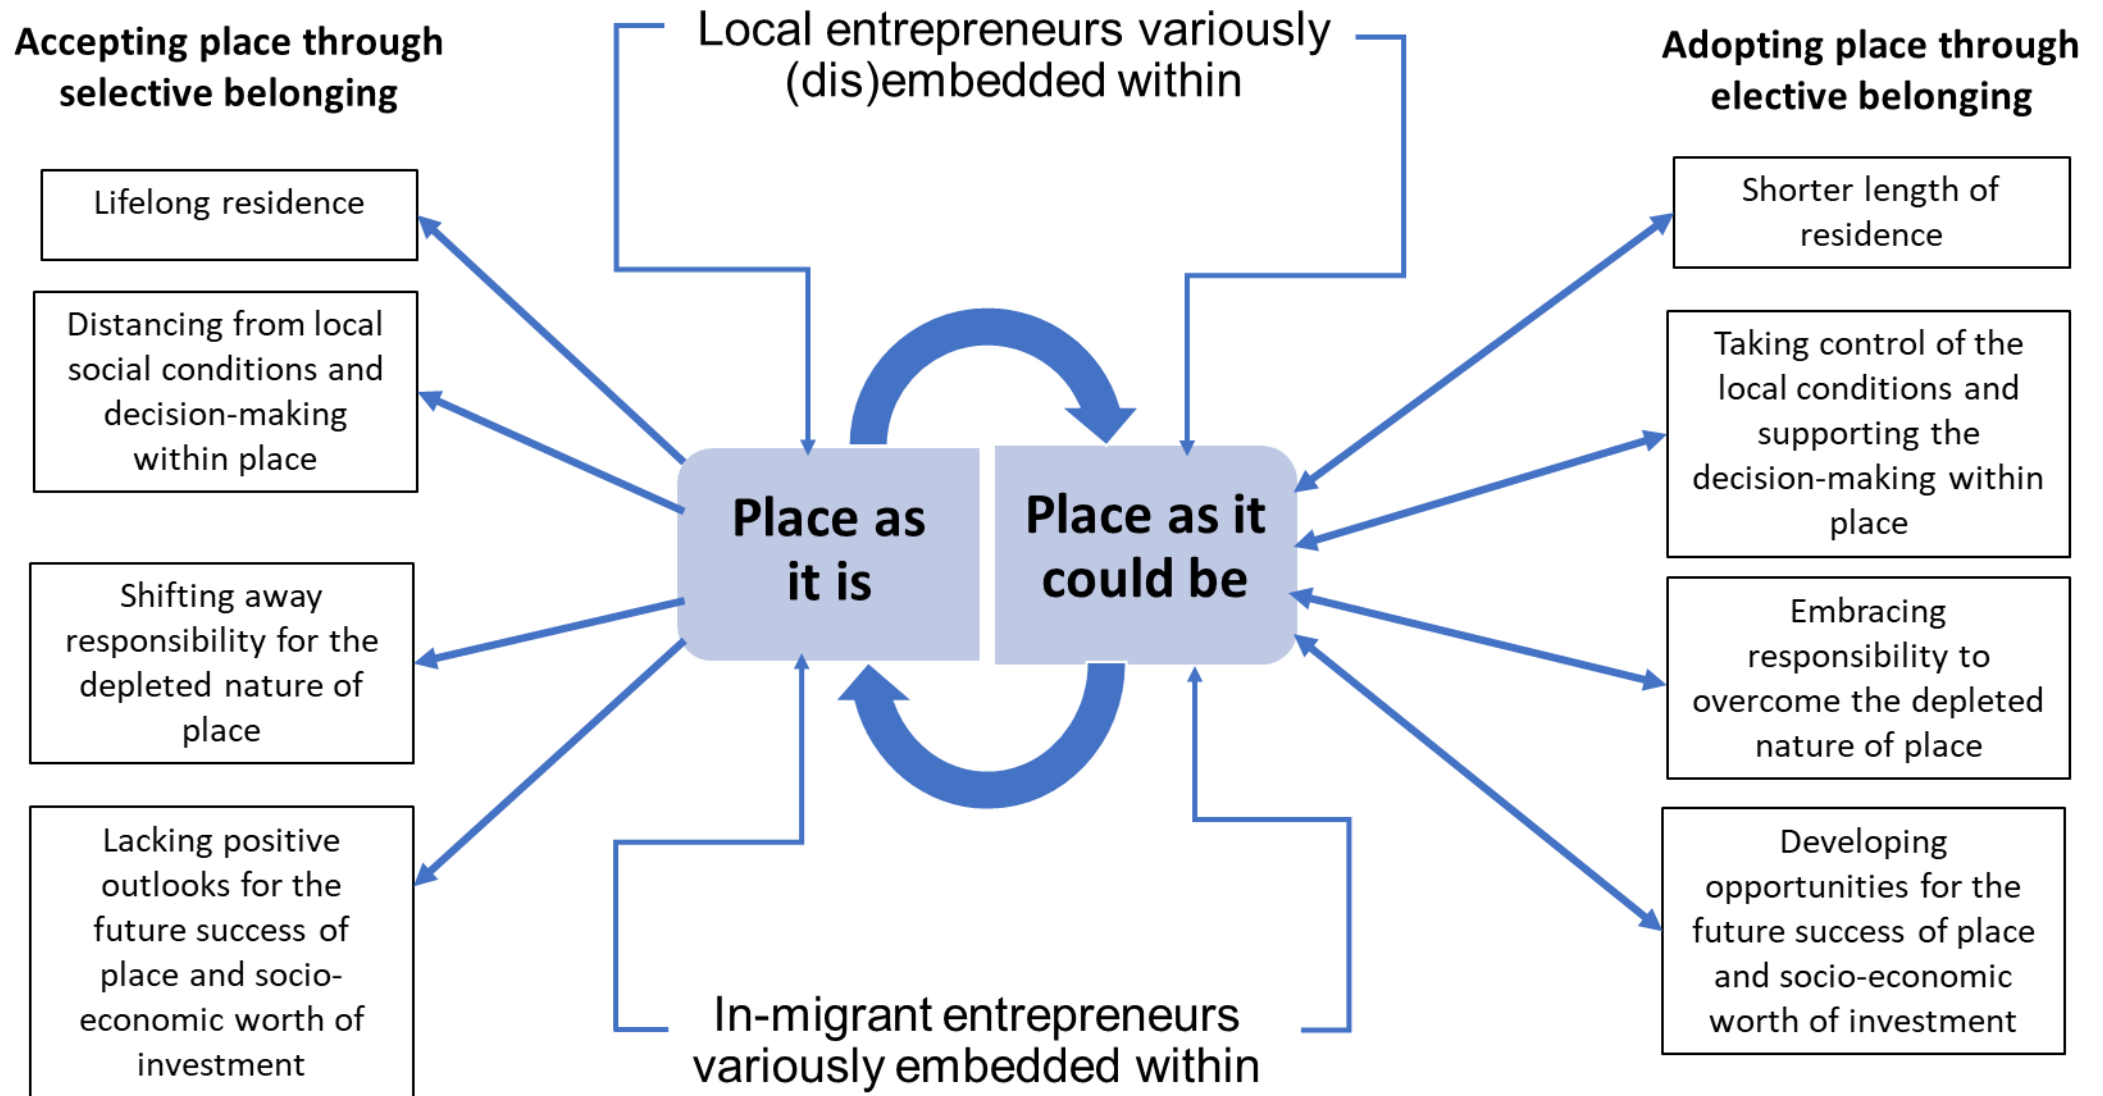 Accepting place through
selective belonging
Lifelong residence
Distancing from local
social conditions and
decision-making
within place
Shifting away
responsibility for the
depleted nature of
place
Lacking positive
outlooks for the
future success of
place and socio-
economic worth of
investment
Local entrepreneurs variously
(dis)embedded within
Place as
it is
Place as it
could be
In-migrant entrepreneurs
variously embedded within
Adopting place through
elective belonging
Shorter length of
residence
Taking control of the
local conditions and
supporting the
decision-making within
place
Embracing
responsibility to
overcome the depleted
nature of place
Developing
opportunities for the
future success of place
and socio-economic
worth of investment